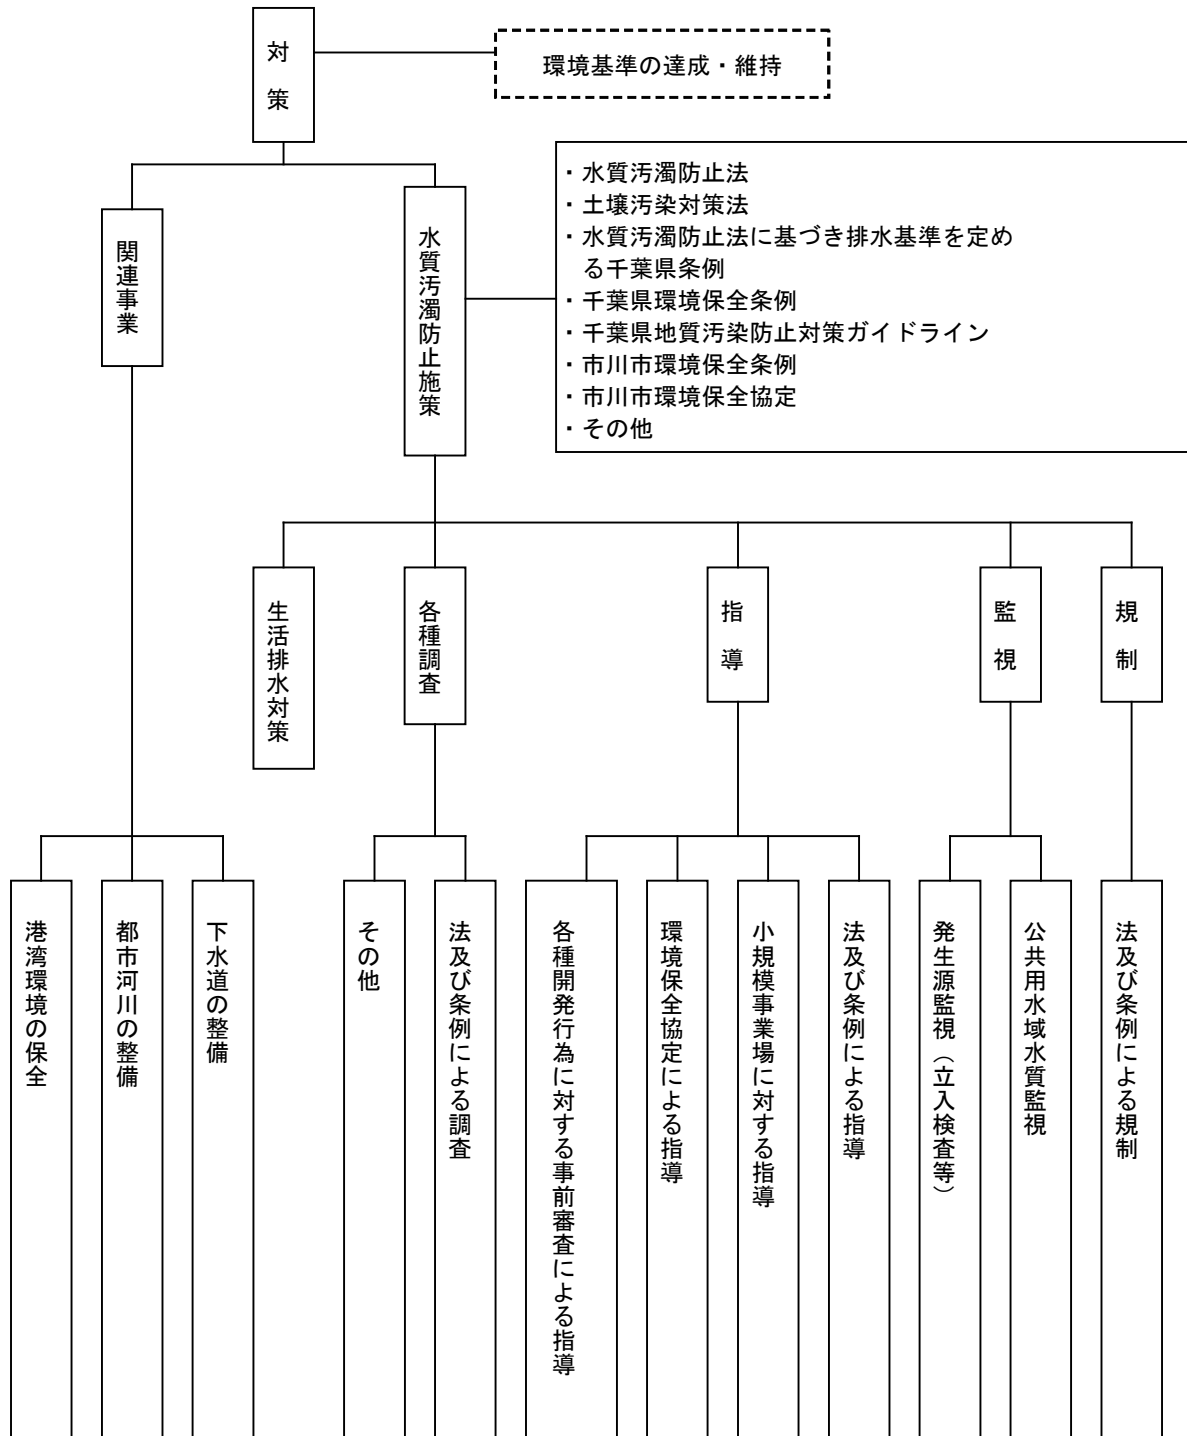 対策
環境基準の達成・維持
・水質汚濁防止法
・土壌汚染対策法
・水質汚濁防止法に基づき排水基準を定め
る千葉県条例
・千葉県環境保全条例
・千葉県地質汚染防止対策ガイドライン
・市川市環境保全条例
・市川市環境保全協定
・その他
関連事業
水質汚濁防止施策
生活排水対策
各種調査
指導
監視
規制
港湾環境の保全
都市河川の整備
下水道の整備
その他
法及び条例による調査
各種開発行為に対する事前審査による指導
環境保全協定による指導
小規模事業場に対する指導
法及び条例による指導
発生源監視（立入検査等）
公共用水域水質監視
法及び条例による規制